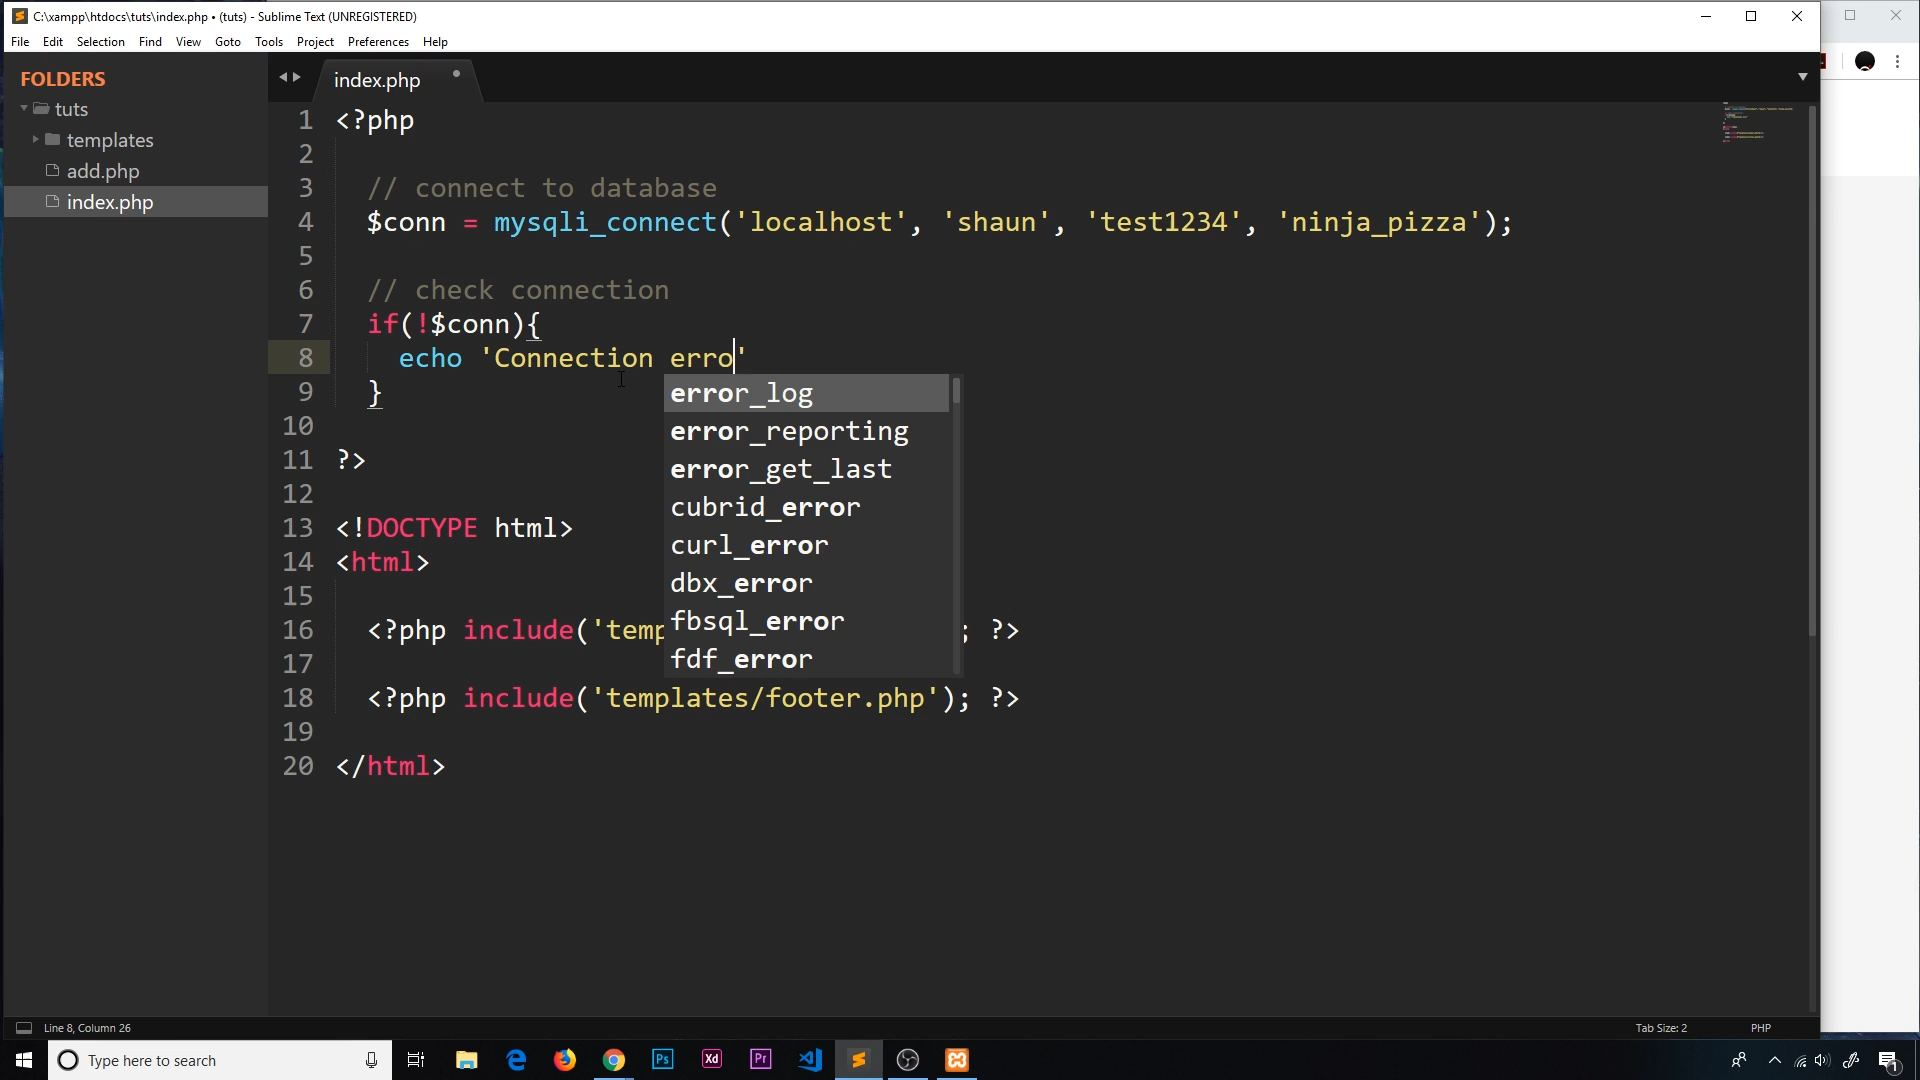 C:\xampp\htdocs\tuts\index.php • (tuts) - Sublime Text (UNREGISTERED)
File Edit Selection Find View Goto Tools Project Preferences Help
FOLDERS
tuts
templates
add.php
index.php
index.php
1 <?php
2
3 // connect to database
4 $conn = mysqli_connect('localhost', 'shaun', 'test1234', 'ninja_pizza');
5
6 // check connection
7 if(!$conn){
8 echo 'Connection erro'
9 }
10
11 ?>
12
13 <!DOCTYPE html>
14 <html>
15
16 <?php include('temp ; ?>
17
18 <?php include('templates/footer.php'); ?>
19
20 </html>
error_log
error_reporting
error_get_last
cubrid_error
curl_error
dbx_error
fbsql_error
fdf_error
Line 8, Column 26
Tab Size: 2
PHP
Type here to search
Ps
Xd
Pr
1